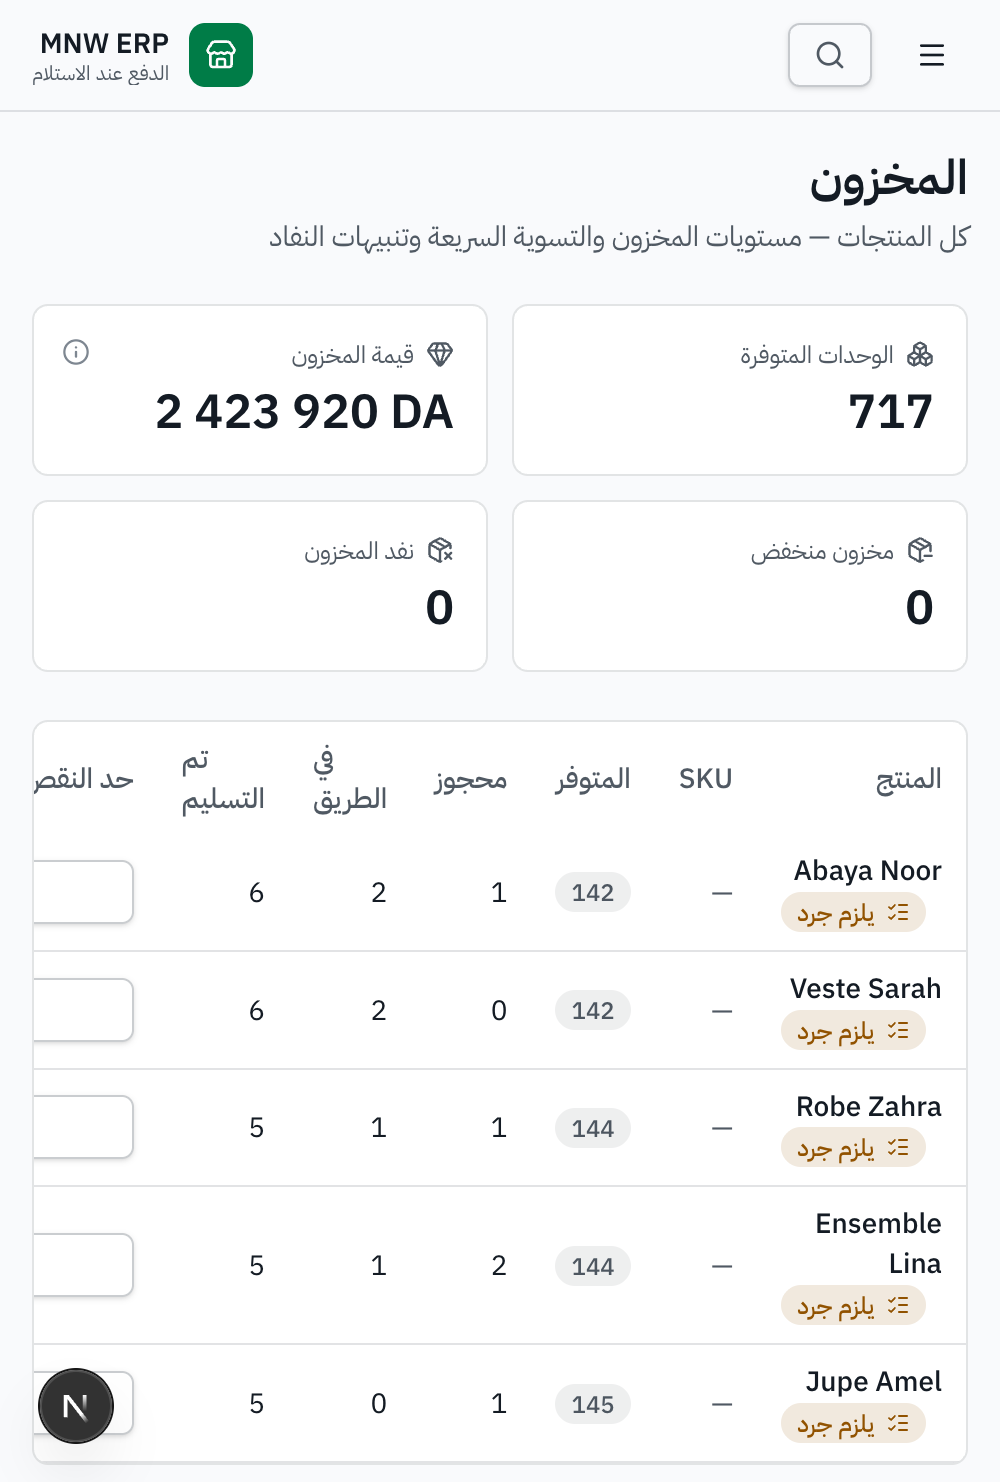 MNW ERP
الدفع عند الاستلام
المخزون
كل المنتجات — مستويات المخزون والتسوية السريعة وتنبيهات النفاد
الوحدات المتوفرة
717
قيمة المخزون
2 423 920 DA
مخزون منخفض
0
نفد المخزون
0
المنتج SKU المتوفر محجوز في الطريق تم التسليم حد النقص
Abaya Noor — 142 1 2 6
يلزم جرد
Veste Sarah — 142 0 2 6
يلزم جرد
Robe Zahra — 144 1 1 5
يلزم جرد
Ensemble
Lina — 144 2 1 5
يلزم جرد
Jupe Amel — 145 1 0 5
يلزم جرد
N